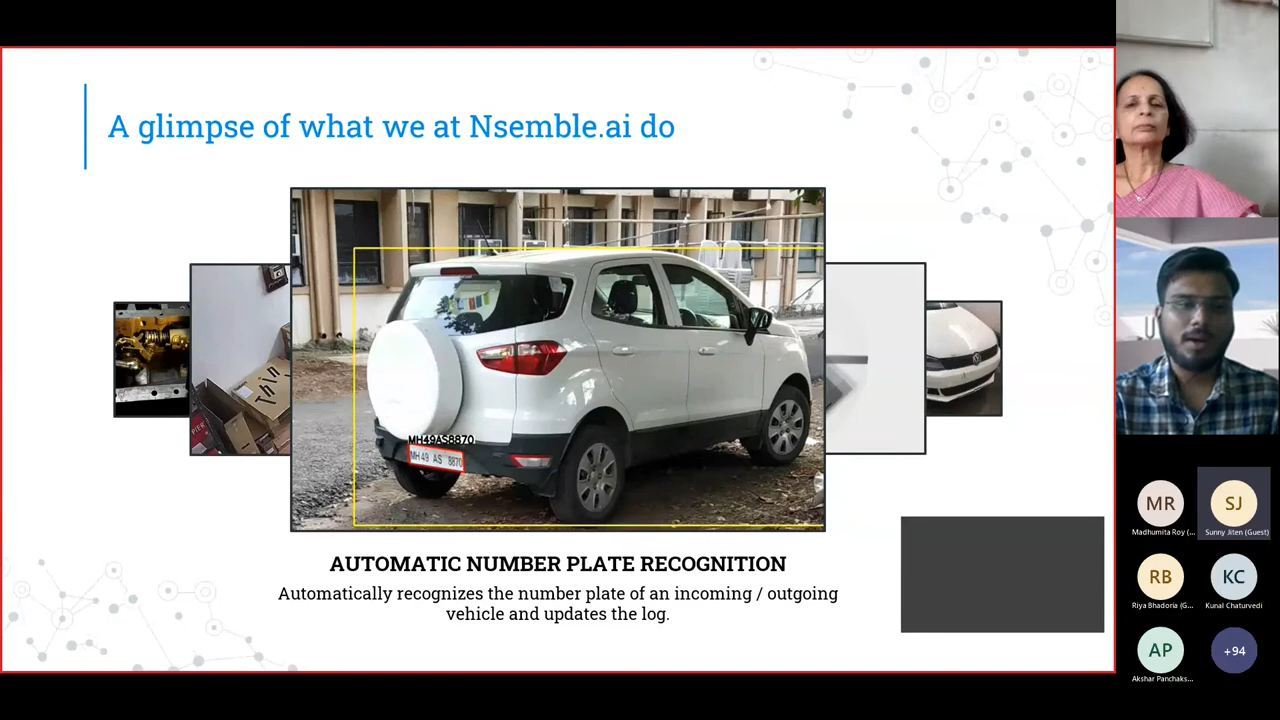 A glimpse of what we at Nsemble.ai do
Thin
MH49AS8870
MH49 AS 8870
AUTOMATIC NUMBER PLATE RECOGNITION
Automatically recognizes the number plate of an incoming / outgoing
vehicle and updates the log.
MR
Madhumita Roy (...
SJ
Sunny Jiten (Guest)
RB
Riya Bhadoria (G...
KC
Kunal Chaturvedi
AP
Akshar Panchaks...
+94